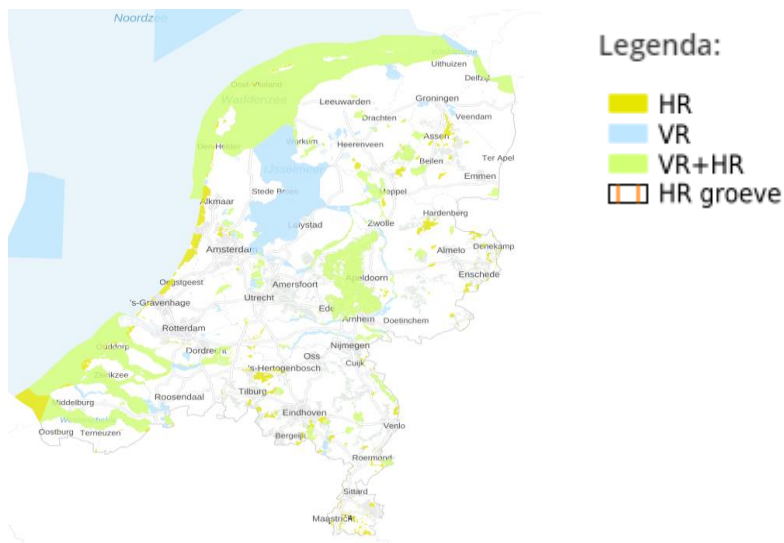 Noordzee
Waddenzee
Uithuizen
Delfzijl
Oost-Vlieland
Waddenzee
Leeuwarden
Groningen
Drachten
Veendam
Den Helder
Workum
Heerenveen
Assen
IJsselmeer
Beilen
Ter Apel
Stede Broec
Meppel
Emmen
Alkmaar
Lelystad
Zwolle
Hardenberg
Amsterdam
Almelo
Denekamp
Oegstgeest
Amersfoort
Apeldoorn
Enschede
's-Gravenhage
Utrecht
Ede
Arnhem
Doetinchem
Rotterdam
Ouddorp
Dordrecht
Nijmegen
Oss
Cuijk
Zierikzee
's-Hertogenbosch
Middelburg
Roosendaal
Tilburg
Eindhoven
Venlo
Oostburg
Terneuzen
Bergeijk
Roermond
Sittard
Maastricht
Legenda:
HR
VR
VR+HR
HR groeve